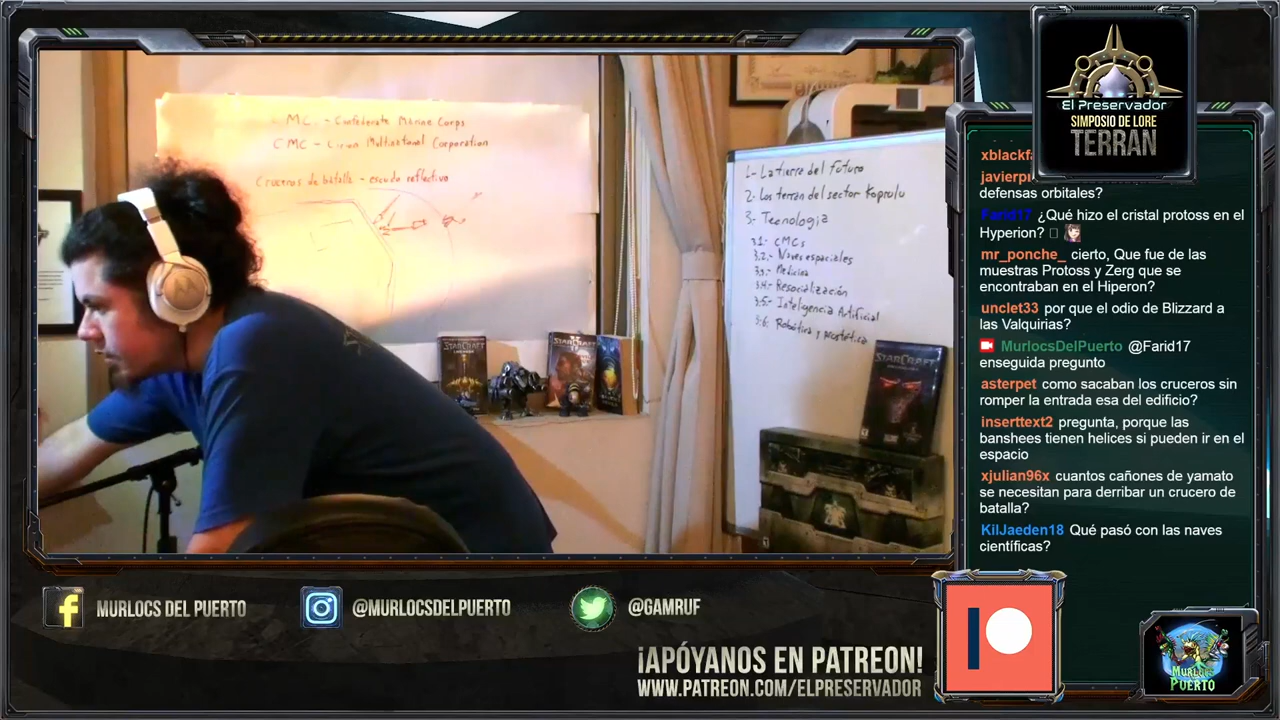 MC. - Confederate Marine Corps
CMC - Multinational Corporation
Cruceros de batalla - escudo reflectivo
1- La tierra del futuro
2- Los terran del sector Koprulu
3- Tecnología
3.1- CMCs
3.2- Naves espaciales
3.3- Medicina
3.4- Resocialización
3.5- Inteligencia Artificial
3.6- Robótica y
STARCRAFT
STARCRAFT
STARCRAFT
El Preservador
SIMPOSIO DE LORE
TERRAN
xblackfa
javierpu
defensas orbitales?
Farid17 ¿Qué hizo el cristal protoss en el
Hyperion?
mr_ponche_ cierto, Que fue de las
muestras Protoss y Zerg que se
encontraban en el Hiperon?
unclet33 por que el odio de Blizzard a
las Valquirias?
MurlocsDelPuerto @Farid17
enseguida pregunto
asterpet como sacaban los cruceros sin
romper la entrada esa del edificio?
inserttext2 pregunta, porque las
banshees tienen helices si pueden ir en el
espacio
xjulian96x cuantos cañones de yamato
se necesitan para derribar un crucero de
batalla?
KilJaeden18 Qué pasó con las naves
científicas?
MURLOCS DEL PUERTO
@MURLOCSDELPUERTO
@GAMRUF
¡APÓYANOS EN PATREON!
WWW.PATREON.COM/ELPRESERVADOR
MURLOCS
PUERTO